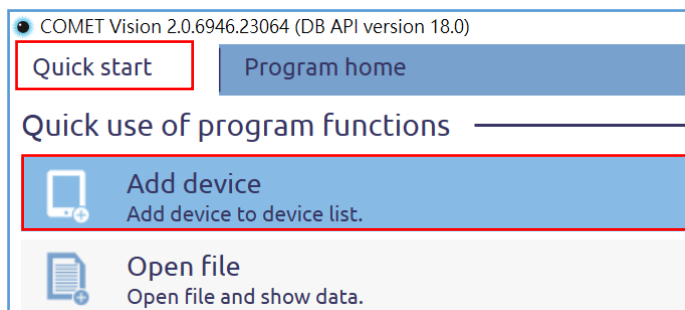 COMET Vision 2.0.6946.23064 (DB API version 18.0)
Quick start Program home
Quick use of program functions
Add device
Add device to device list.
Open file
Open file and show data.